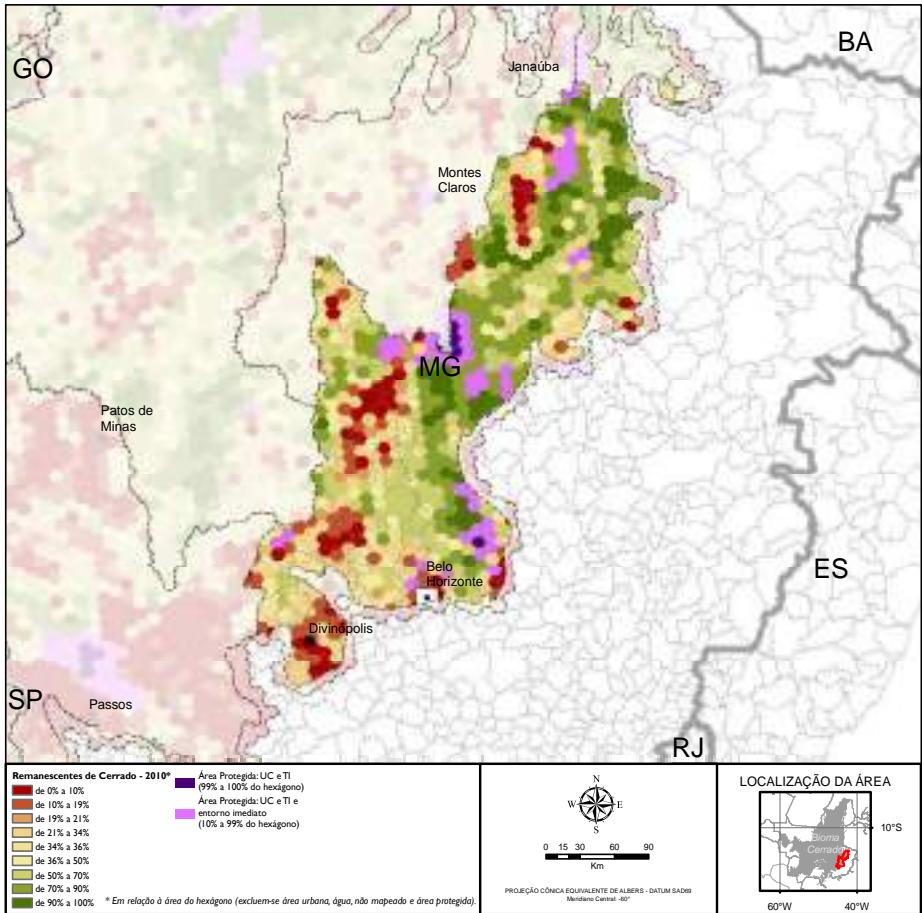 GO
BA
Janaúba
Montes
Claros
MG
Patos de
Minas
Belo
Horizonte
ES
Divinópolis
SP
Passos
RJ
Remanescentes de Cerrado - 2010*
de 0% a 10%
de 10% a 19%
de 19% a 21%
de 21% a 34%
de 34% a 36%
de 36% a 50%
de 50% a 70%
de 70% a 90%
de 90% a 100%
Área Protegida: UC e TI
(99% a 100% do hexágono)
Área Protegida: UC e TI e
entorno imediato
(10% a 99% do hexágono)
* Em relação à área do hexágono (excluem-se área urbana, água, não mapeado e área protegida).
N
W E
S
0 15 30 60 90
Km
PROJEÇÃO CÔNICA EQUIVALENTE DE ALBERS - DATUM SAD69
Meridiano Central: -60°
LOCALIZAÇÃO DA ÁREA
Bioma
Cerrado
10°S
60°W 40°W